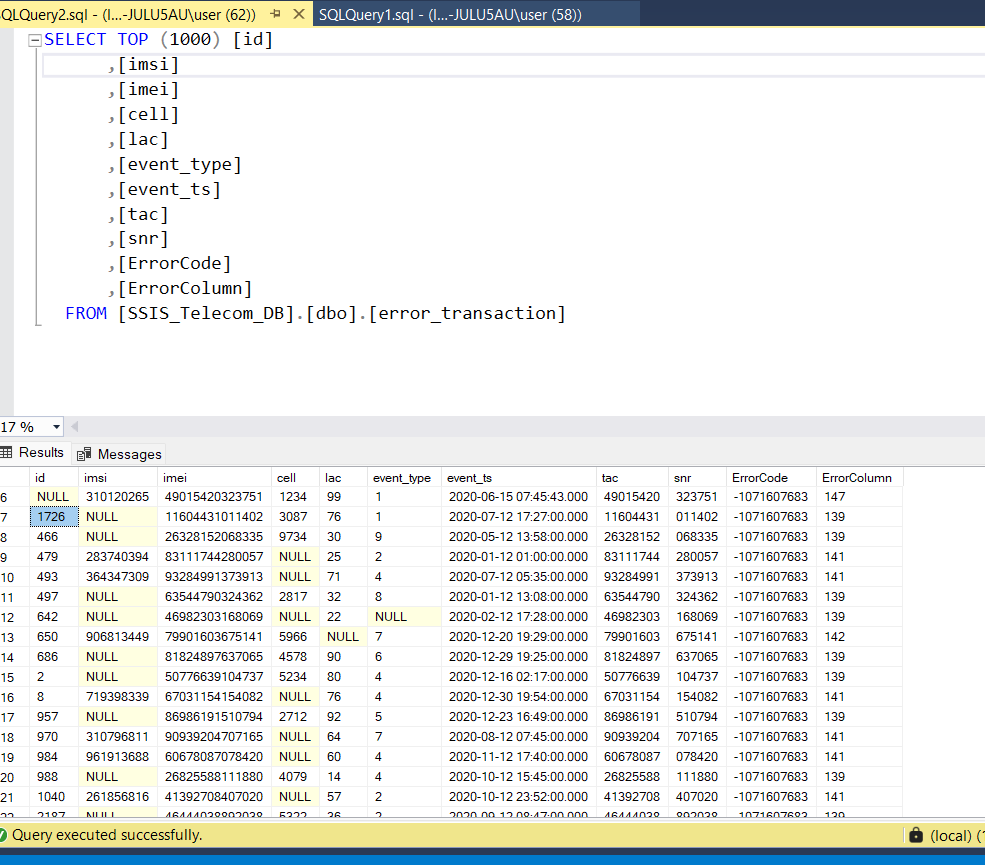 SQLQuery2.sql - (l...-JULU5AU\user (62)) SQLQuery1.sql - (l...-JULU5AU\user (58))
SELECT TOP (1000) [id]
,[imsi]
,[imei]
,[cell]
,[lac]
,[event_type]
,[event_ts]
,[tac]
,[snr]
,[ErrorCode]
,[ErrorColumn]
FROM [SSIS_Telecom_DB].[dbo].[error_transaction]
17 %
Results Messages
id imsi imei cell lac event_type event_ts tac snr ErrorCode ErrorColumn
6 NULL 310120265 49015420323751 1234 99 1 2020-06-15 07:45:43.000 49015420 323751 -1071607683 147
7 1726 NULL 11604431011402 3087 76 1 2020-07-12 17:27:00.000 11604431 011402 -1071607683 139
8 466 NULL 26328152068335 9734 30 9 2020-05-12 13:58:00.000 26328152 068335 -1071607683 139
9 479 283740394 83111744280057 NULL 25 2 2020-01-12 01:00:00.000 83111744 280057 -1071607683 141
10 493 364347309 93284991373913 NULL 71 4 2020-07-12 05:35:00.000 93284991 373913 -1071607683 141
11 497 NULL 63544790324362 2817 32 8 2020-01-12 13:08:00.000 63544790 324362 -1071607683 139
12 642 NULL 46982303168069 NULL 22 NULL 2020-02-12 17:28:00.000 46982303 168069 -1071607683 139
13 650 906813449 79901603675141 5966 NULL 7 2020-12-20 19:29:00.000 79901603 675141 -1071607683 142
14 686 NULL 81824897637065 4578 90 6 2020-12-29 19:25:00.000 81824897 637065 -1071607683 139
15 2 NULL 50776639104737 5234 80 4 2020-12-16 02:17:00.000 50776639 104737 -1071607683 139
16 8 719398339 67031154154082 NULL 76 4 2020-12-30 19:54:00.000 67031154 154082 -1071607683 141
17 957 NULL 86986191510794 2712 92 5 2020-12-23 16:49:00.000 86986191 510794 -1071607683 139
18 970 310796811 90939204707165 NULL 64 7 2020-08-12 07:45:00.000 90939204 707165 -1071607683 141
19 984 961913688 60678087078420 NULL 60 4 2020-11-12 17:40:00.000 60678087 078420 -1071607683 141
20 988 NULL 26825588111880 4079 14 4 2020-10-12 15:45:00.000 26825588 111880 -1071607683 139
21 1040 261856816 41392708407020 NULL 57 2 2020-10-12 23:52:00.000 41392708 407020 -1071607683 141
22 2187 NULL 46444038892038 5322 36 2 2020-09-12 08:47:00.000 46444038 892038 -1071607683 139
Query executed successfully. (local) (1